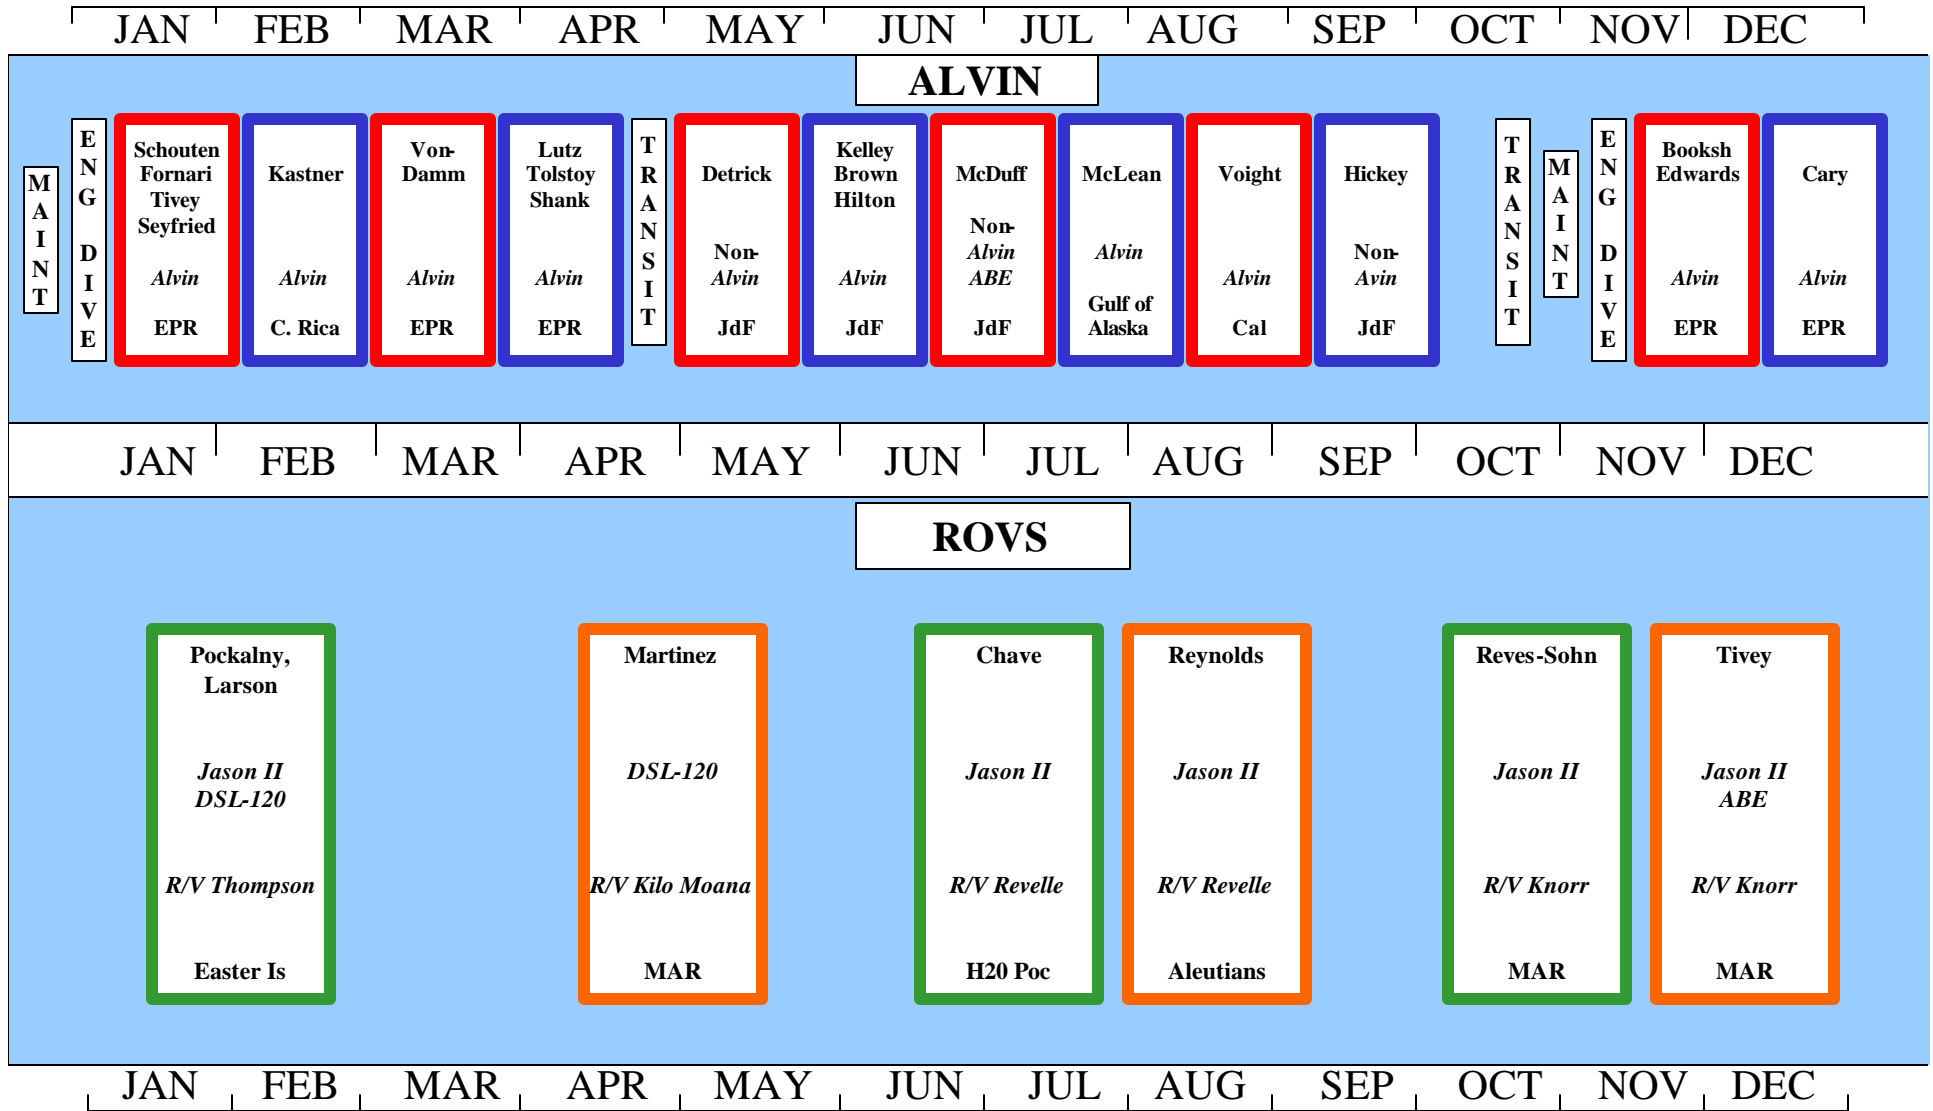 JAN FEB MAR APR MAY JUN JUL AUG SEP OCT NOV DEC
ALVIN
MAINT
ENG DIVE
Schouten
Fornari
Tivey
Seyfried
Alvin
EPR
Kastner
Alvin
C. Rica
Von-
Damm
Alvin
EPR
Lutz
Tolstoy
Shank
Alvin
EPR
TRANSIT
Detrick
Non-
Alvin
JdF
Kelley
Brown
Hilton
Alvin
JdF
McDuff
Non-
Alvin
ABE
JdF
McLean
Alvin
Gulf of
Alaska
Voight
Alvin
Cal
Hickey
Non-
Avin
JdF
TRANSIT
MAINT
ENG DIVE
Booksh
Edwards
Alvin
EPR
Cary
Alvin
EPR
JAN FEB MAR APR MAY JUN JUL AUG SEP OCT NOV DEC
ROVS
Pockalny,
Larson
Jason II
DSL-120
R/V Thompson
Easter Is
Martinez
DSL-120
R/V Kilo Moana
MAR
Chave
Jason II
R/V Revelle
H20 Poc
Reynolds
Jason II
R/V Revelle
Aleutians
Reves-Sohn
Jason II
R/V Knorr
MAR
Tivey
Jason II
ABE
R/V Knorr
MAR
JAN FEB MAR APR MAY JUN JUL AUG SEP OCT NOV DEC